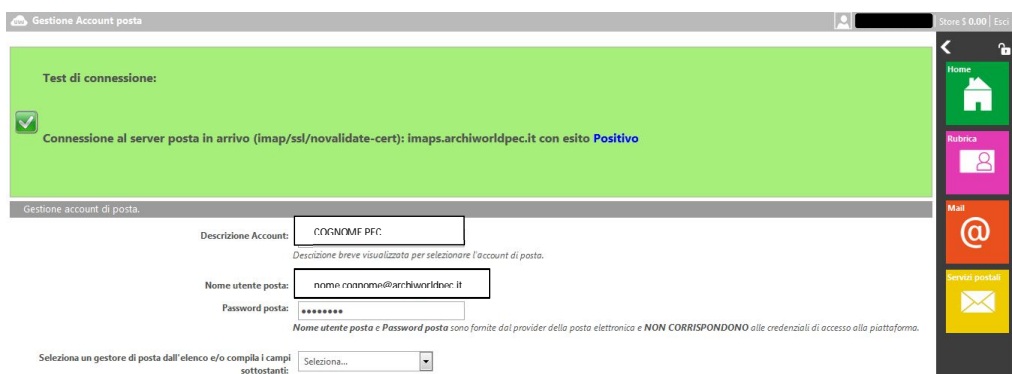 Gestione Account posta
Store $ 0.00 | Esci
Test di connessione:
Connessione al server posta in arrivo (imap/ssl/novalidate-cert): imaps.archiworldpec.it con esito Positivo
Gestione account di posta.
Descrizione Account:
COGNOME PEC
Descrizione breve visualizzata per selezionare l'account di posta.
Nome utente posta:
nome.cognome@archiworldpec.it
Password posta:
Nome utente posta e Password posta sono fornite dal provider della posta elettronica e NON CORRISPONDONO alle credenziali di accesso alla piattaforma.
Seleziona un gestore di posta dall'elenco e/o compila i campi
sottostanti:
Seleziona...
Home
Rubrica
Mail
@
Servizi postali